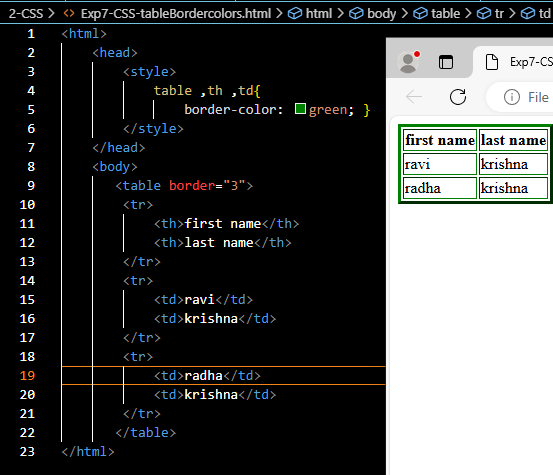 2-CSS > <> Exp7-CSS-tableBordercolors.html > html > body > table > tr > td
1 <html>
2 <head>
3 <style>
4 table ,th ,td{
5 border-color: green; }
6 </style>
7 </head>
8 <body>
9 <table border="3">
10 <tr>
11 <th>first name</th>
12 <th>last name</th>
13 </tr>
14 <tr>
15 <td>ravi</td>
16 <td>krishna</td>
17 </tr>
18 <tr>
19 <td>radha</td>
20 <td>krishna</td>
21 </tr>
22 </table>
23 </html>
Exp7-CS
File
first name last name
ravi krishna
radha krishna